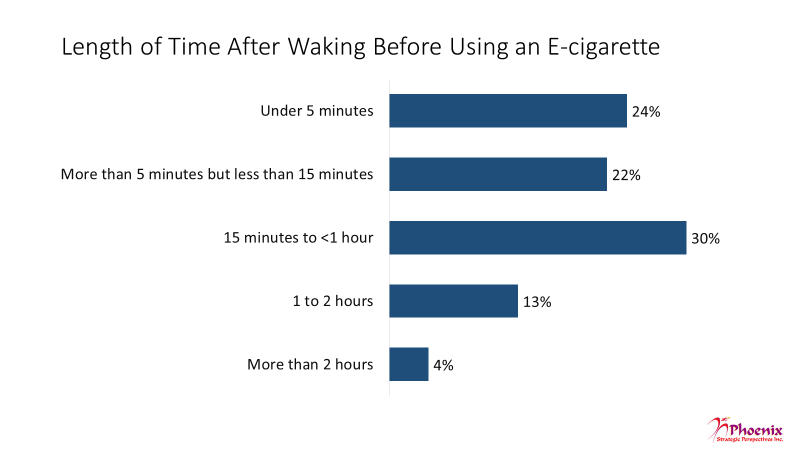 Length of Time After Waking Before Using an E-cigarette
Under 5 minutes
24%
More than 5 minutes but less than 15 minutes
22%
15 minutes to <1 hour
30%
1 to 2 hours
13%
More than 2 hours
4%
Phoenix
Strategic Perspectives Inc.